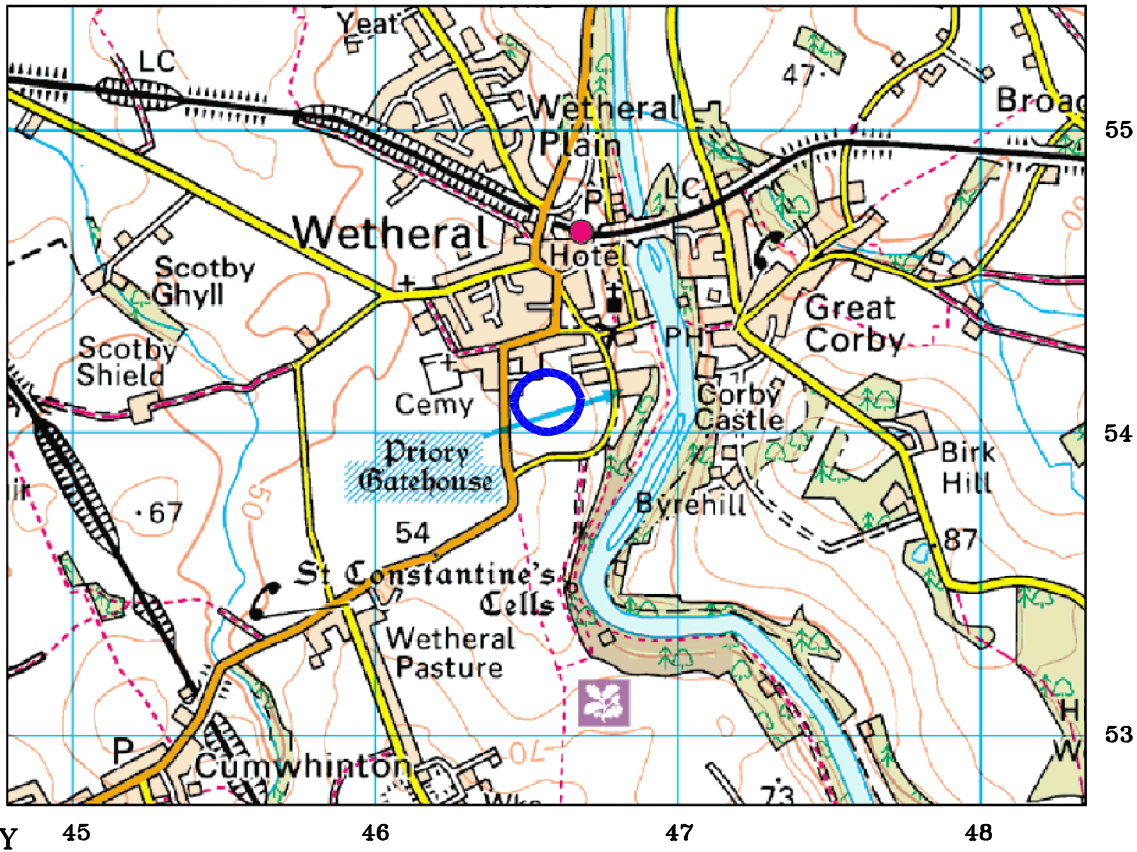 Yeat
LC
47
Broad
Wetheral
Plain
55
P
LC
Wetheral
Hotel
Scotby
Ghyll
Great
Corby
PH
Scotby
Shield
Cemy
Corby
Castle
54
Priory
Gatehouse
Birk
Hill
67
50
54
Byrehill
87
St Constantine's
Cells
Wetheral
Pasture
H
W
53
P
Cumwhinton
70
Wks
73
Y
45
46
47
48